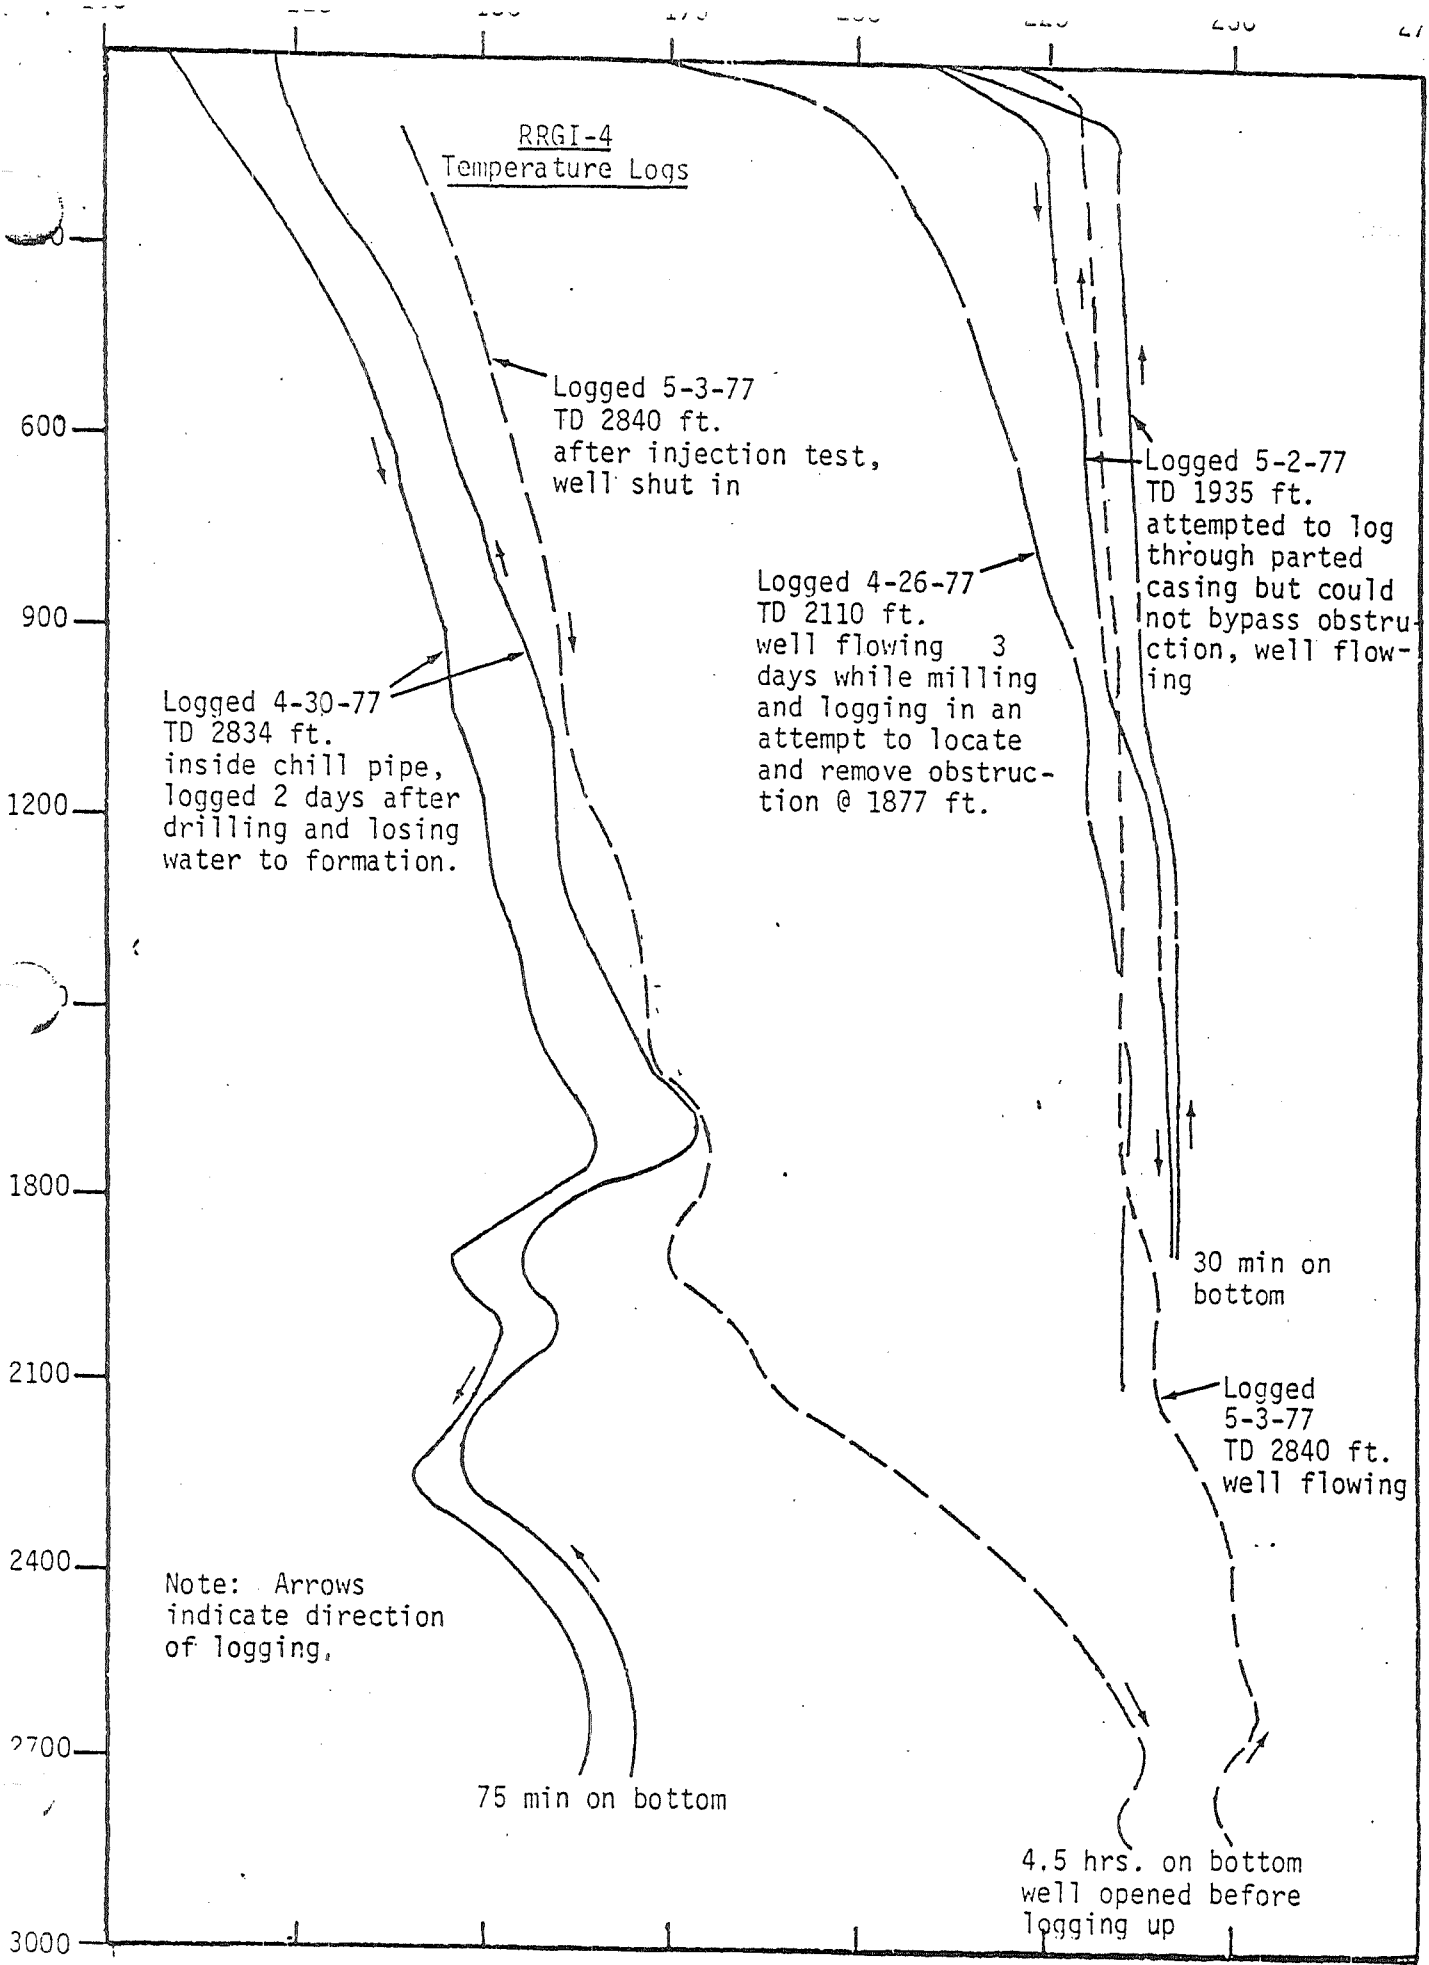 RRGI-4
Temperature Logs
Logged 5-3-77
TD 2840 ft.
after injection test,
well shut in
600
Logged 5-2-77
TD 1935 ft.
attempted to log
through parted
casing but could
not bypass obstru-
ction, well flow-
ing
Logged 4-26-77
TD 2110 ft.
well flowing 3
days while milling
and logging in an
attempt to locate
and remove obstruc-
tion @ 1877 ft.
900
Logged 4-30-77
TD 2834 ft.
inside chill pipe,
logged 2 days after
drilling and losing
water to formation.
1200
1800
30 min on
bottom
2100
Logged
5-3-77
TD 2840 ft.
well flowing
2400
Note: Arrows
indicate direction
of logging.
2700
75 min on bottom
4.5 hrs. on bottom
well opened before
logging up
3000